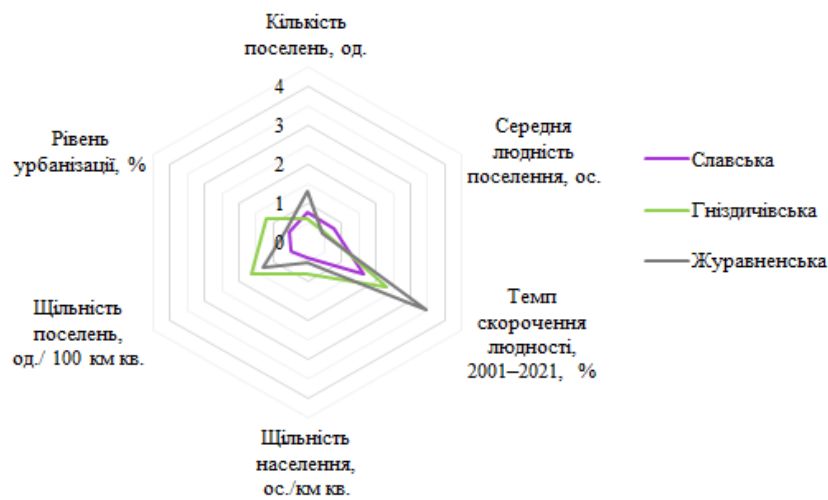 Кількість
поселень, од.
4
3
2
1
0
Середня
людність
поселення, ос.
Темп
скорочення
людності,
2001–2021, %
Щільність
населення,
ос./км кв.
Щільність
поселень,
од./ 100 км кв.
Рівень
урбанізації, %
Славська
Гніздичівська
Журавненська